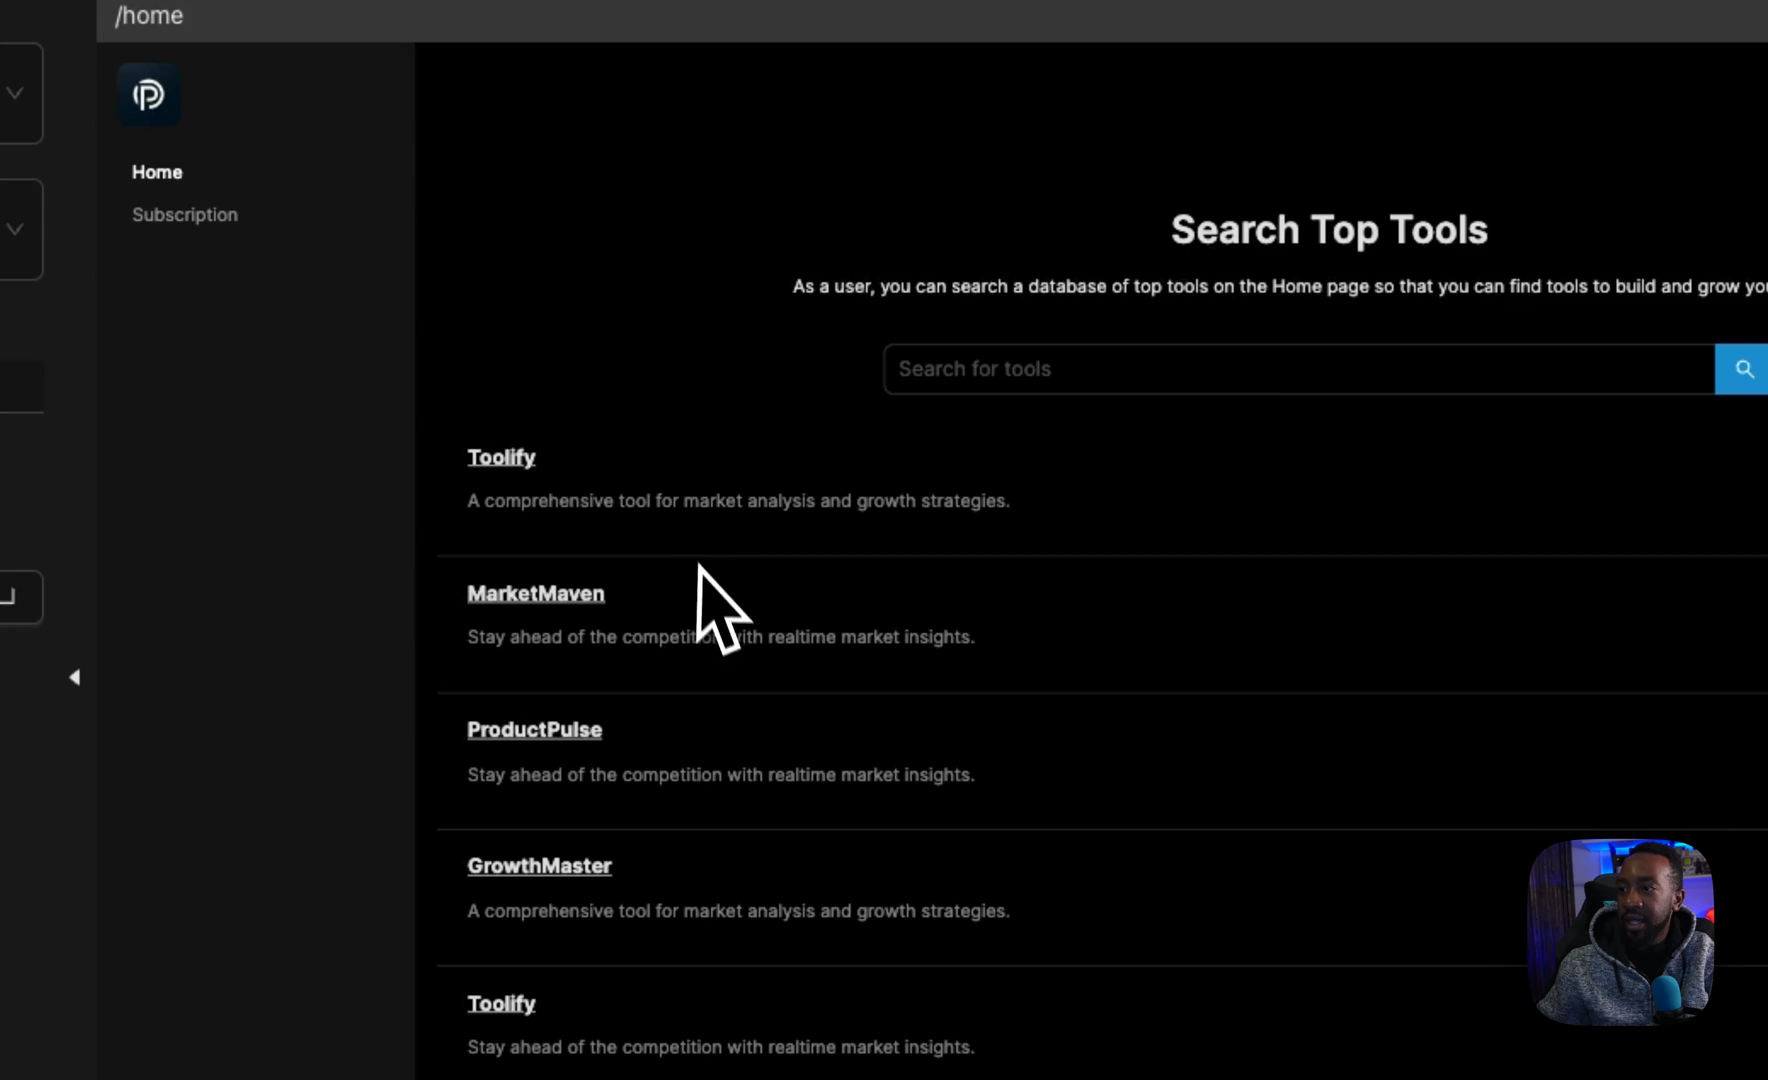 /home
Home
Subscription
Search Top Tools
As a user, you can search a database of top tools on the Home page so that you can find tools to build and grow
Search for tools
Toolify
A comprehensive tool for market analysis and growth strategies.
MarketMaven
Stay ahead of the competition with realtime market insights.
ProductPulse
Stay ahead of the competition with realtime market insights.
GrowthMaster
A comprehensive tool for market analysis and growth strategies.
Toolify
Stay ahead of the competition with realtime market insights.